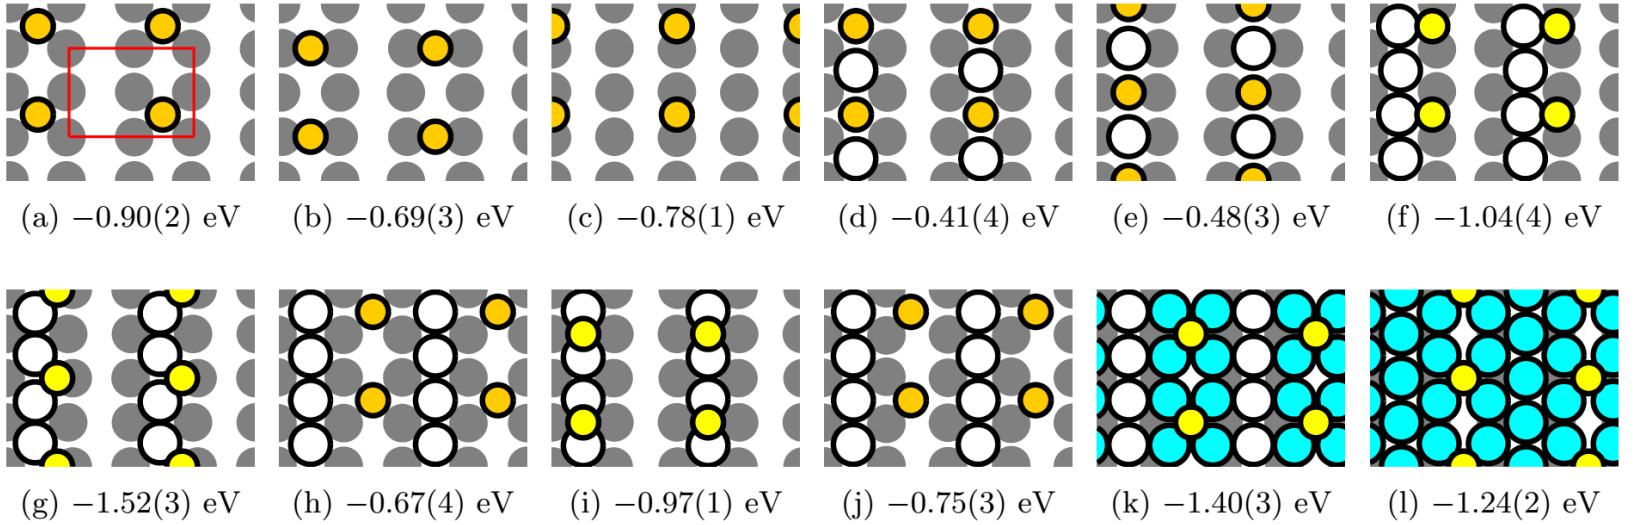 (a) −0.90(2) eV (b) −0.69(3) eV (c) −0.78(1) eV (d) −0.41(4) eV (e) −0.48(3) eV (f) −1.04(4) eV
(g) −1.52(3) eV (h) −0.67(4) eV (i) −0.97(1) eV (j) −0.75(3) eV (k) −1.40(3) eV (l) −1.24(2) eV